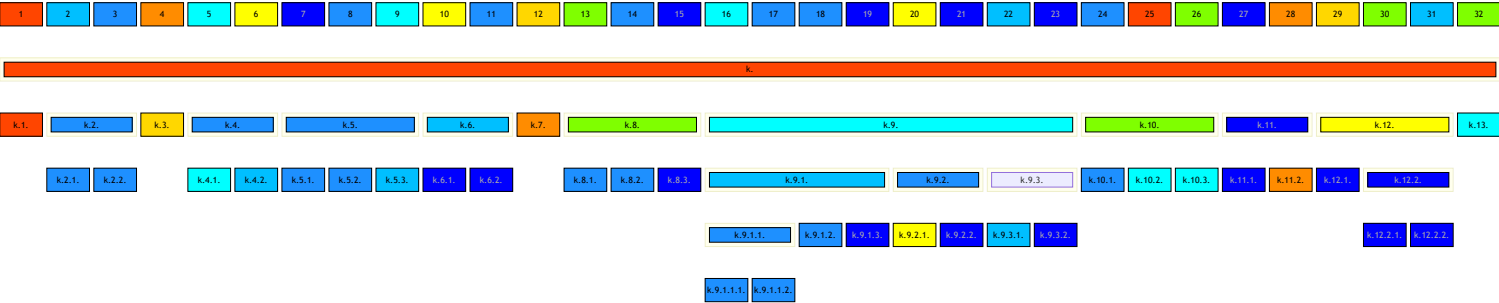 1 2 3 4 5 6 7 8 9 10 11 12 13 14 15 16 17 18 19 20 21 22 23 24 25 26 27 28 29 30 31 32
k.
k.1. k.2. k.3. k.4. k.5. k.6. k.7. k.8. k.9. k.10. k.11. k.12. k.13.
k.2.1. k.2.2. k.4.1. k.4.2. k.5.1. k.5.2. k.5.3. k.6.1. k.6.2. k.8.1. k.8.2. k.8.3. k.9.1. k.9.2. k.9.3. k.10.1. k.10.2. k.10.3. k.11.1. k.11.2. k.12.1. k.12.2.
k.9.1.1. k.9.1.2. k.9.1.3. k.9.2.1. k.9.2.2. k.9.3.1. k.9.3.2. k.12.2.1. k.12.2.2.
k.9.1.1.1. k.9.1.1.2.